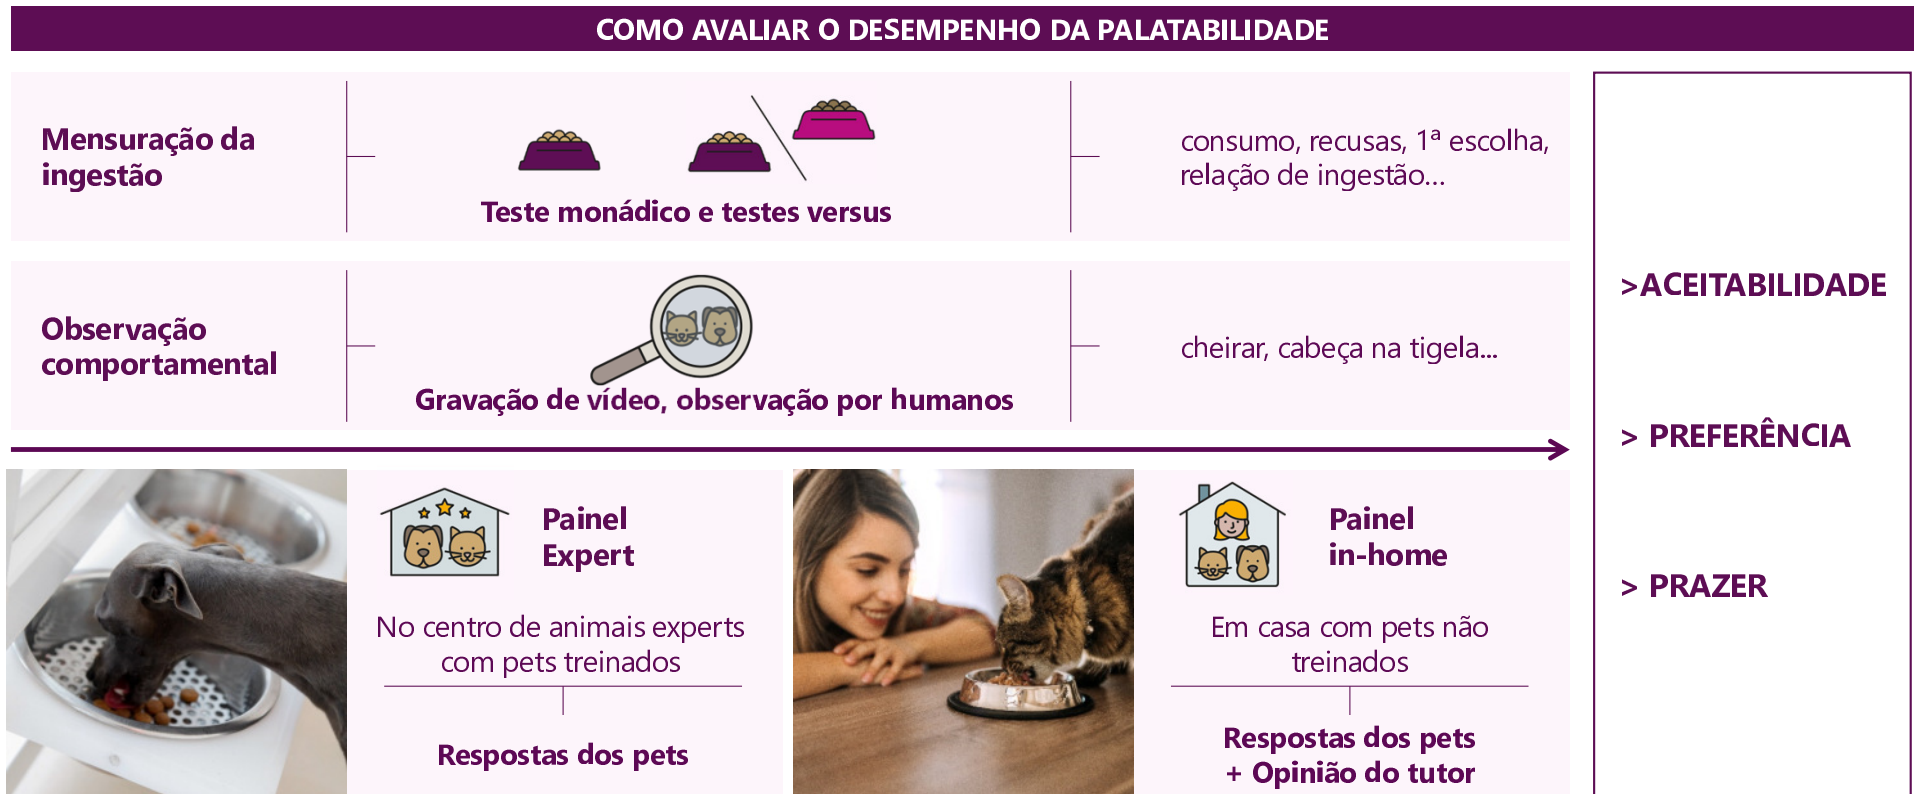 COMO AVALIAR O DESEMPENHO DA PALATABILIDADE
Mensuração da
ingestão
Teste monádico e testes versus
consumo, recusas, 1ª escolha,
relação de ingestão...
Observação
comportamental
Gravação de vídeo, observação por humanos
cheirar, cabeça na tigela...
Painel
Expert
No centro de animais experts
com pets treinados
Respostas dos pets
Painel
in-home
Em casa com pets não
treinados
Respostas dos pets
+ Opinião do tutor
>ACEITABILIDADE
> PREFERÊNCIA
> PRAZER